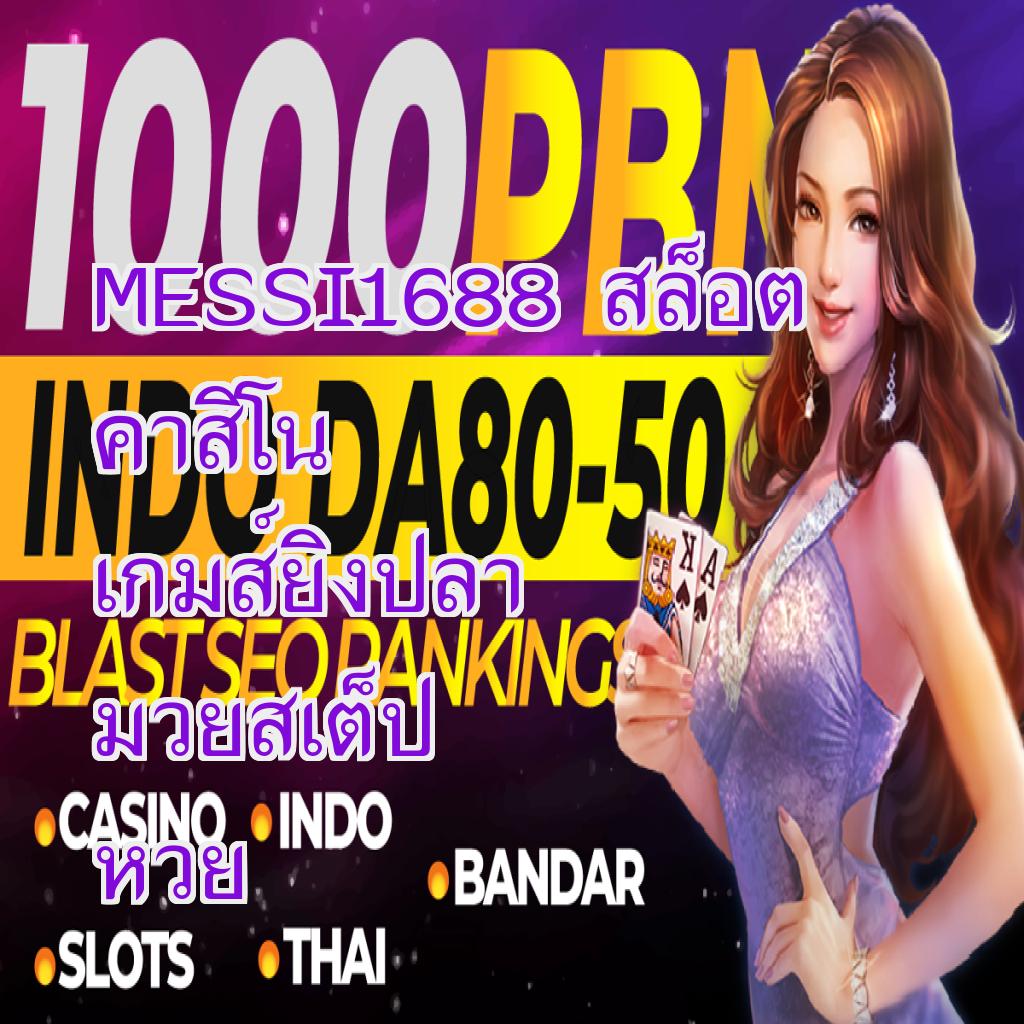 1000PBN
MESSI1688 สล็อต
INDO DA80-50
คาสิโน
เกมส์ยิงปลา
BLAST SEO RANKINGS
มวยสเต็ป
CASINO
INDO
หวย
BANDAR
SLOTS
THAI
K
A